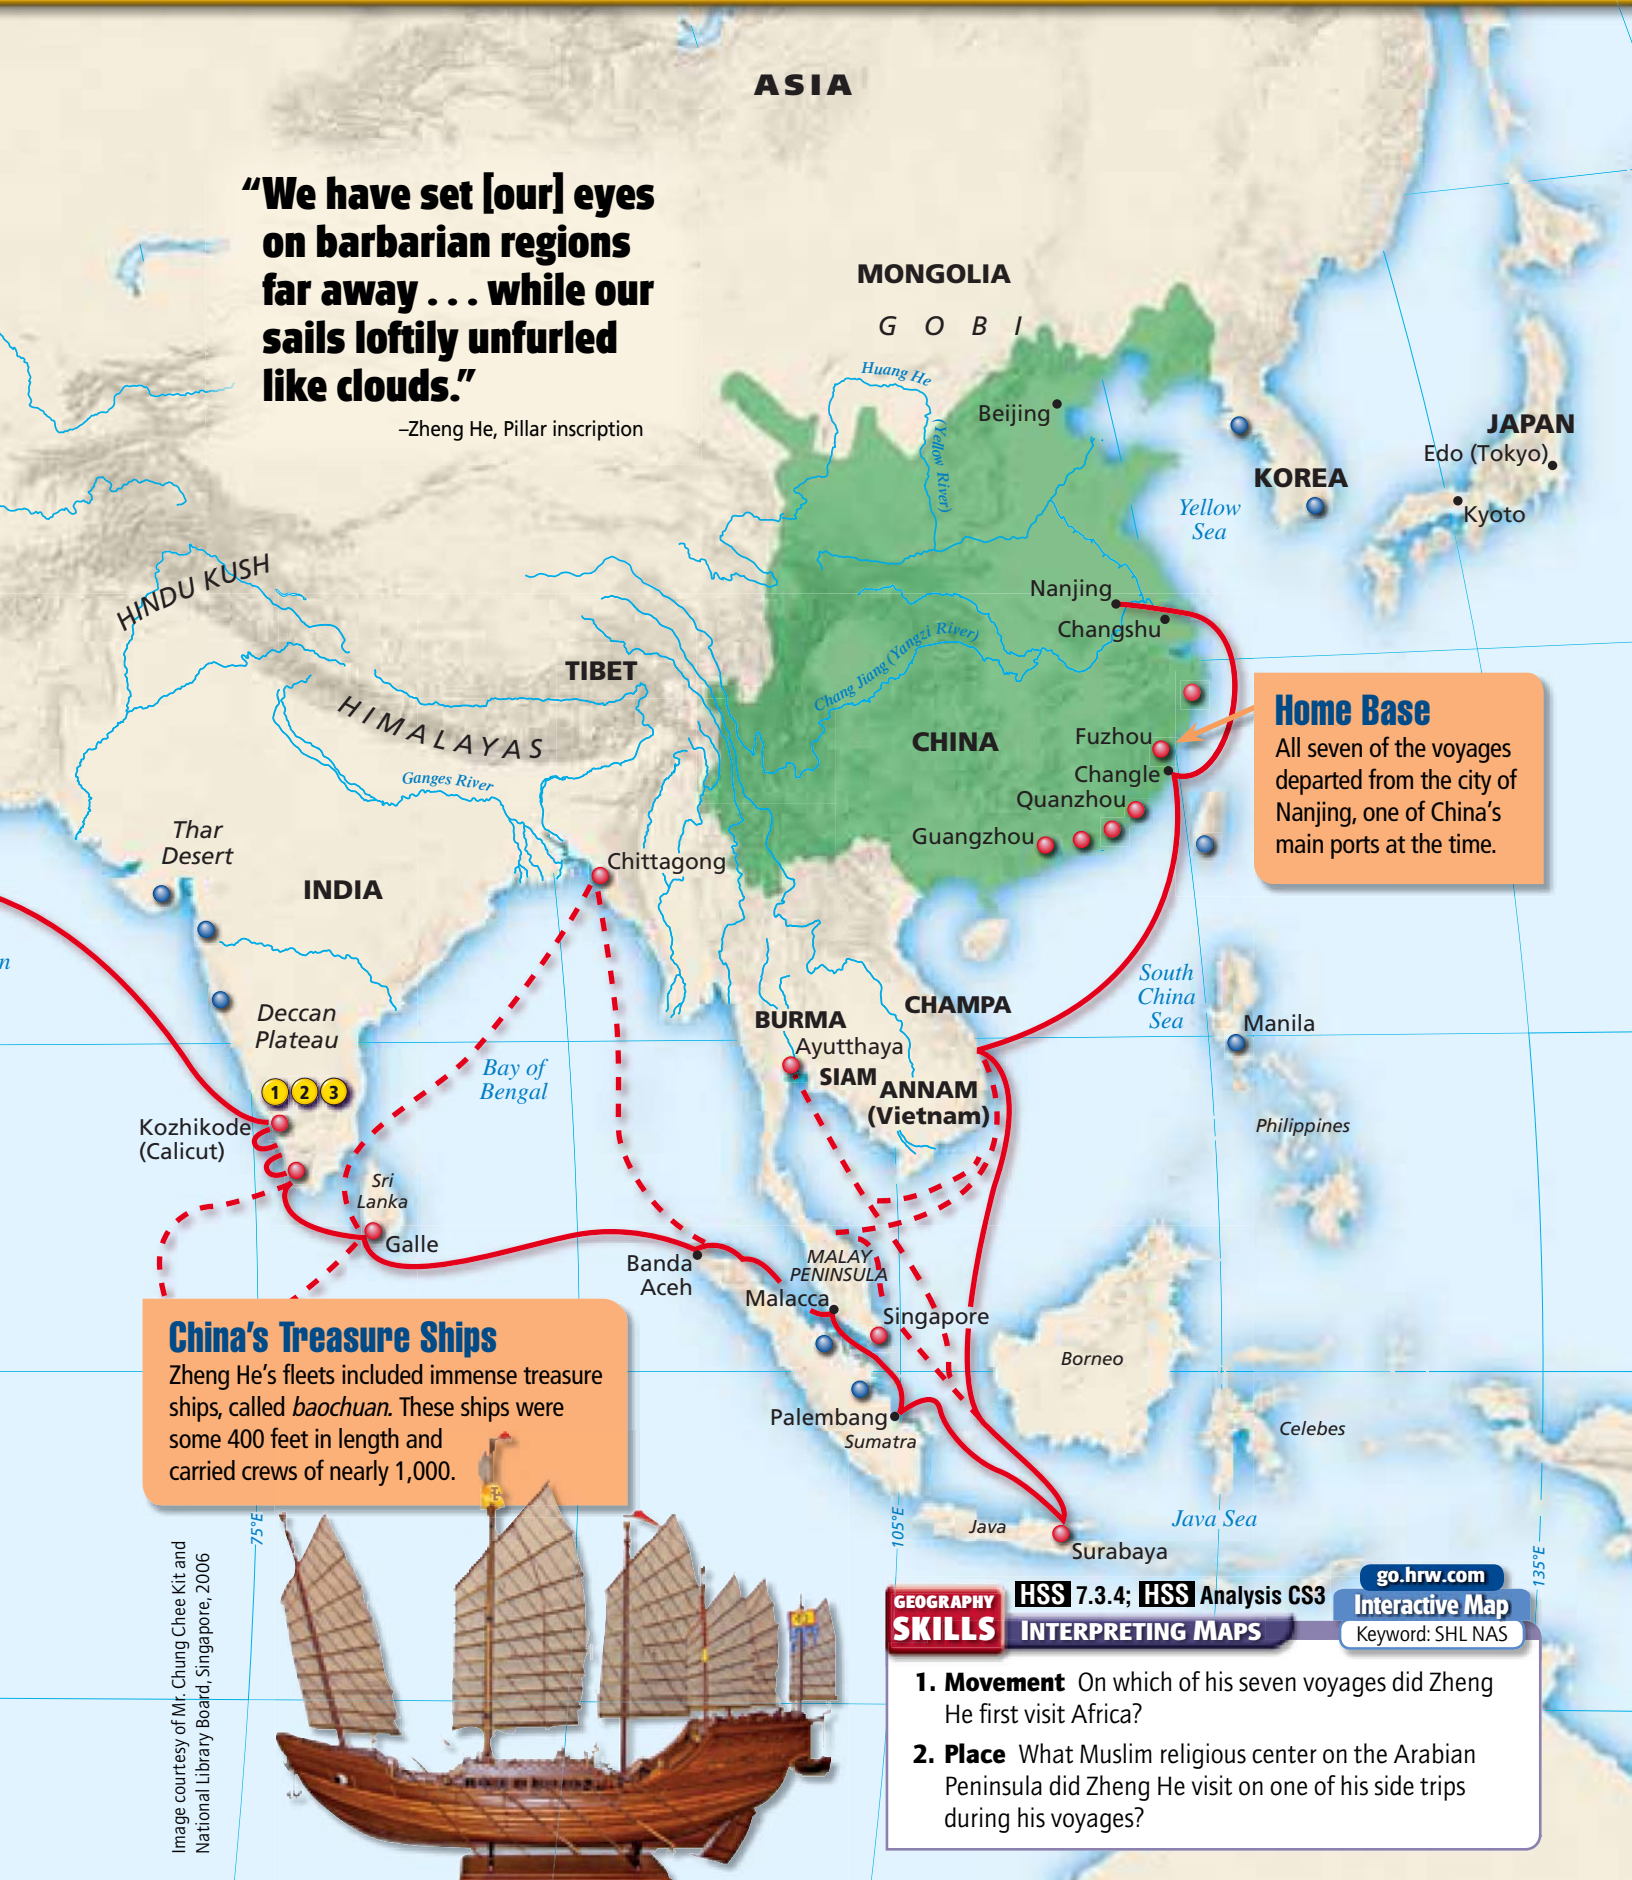 ASIA
“We have set [our] eyes
on barbarian regions
far away . . . while our
sails loftily unfurled
like clouds.”
–Zheng He, Pillar inscription
MONGOLIA
GOBI
Huang He
(Yellow River)
Beijing
JAPAN
Edo (Tokyo)
KOREA
Kyoto
Yellow
Sea
HINDU KUSH
Nanjing
Changshu
TIBET
Chang Jiang (Yangzi River)
HIMALAYAS
CHINA
Fuzhou
Changle
Quanzhou
Guangzhou
Home Base
All seven of the voyages
departed from the city of
Nanjing, one of China’s
main ports at the time.
Ganges River
Thar
Desert
Chittagong
INDIA
n
South
China
Sea
CHAMPA
Deccan
Plateau
BURMA
Ayutthaya
Manila
Bay of
Bengal
SIAM
ANNAM
(Vietnam)
1 2 3
Kozhikode
(Calicut)
Philippines
Sri
Lanka
Galle
Banda
Aceh
MALAY
PENINSULA
Malacca
Singapore
China’s Treasure Ships
Zheng He’s fleets included immense treasure
ships, called baochuan. These ships were
some 400 feet in length and
carried crews of nearly 1,000.
Borneo
Palembang
Sumatra
Celebes
75°E
105°E
135°E
Java
Java Sea
Surabaya
Image courtesy of Mr. Chung Chee Kit and
National Library Board, Singapore, 2006
GEOGRAPHY
SKILLS
HSS 7.3.4; HSS Analysis CS3
INTERPRETING MAPS
go.hrw.com
Interactive Map
Keyword: SHL NAS
1. Movement On which of his seven voyages did Zheng
He first visit Africa?
2. Place What Muslim religious center on the Arabian
Peninsula did Zheng He visit on one of his side trips
during his voyages?